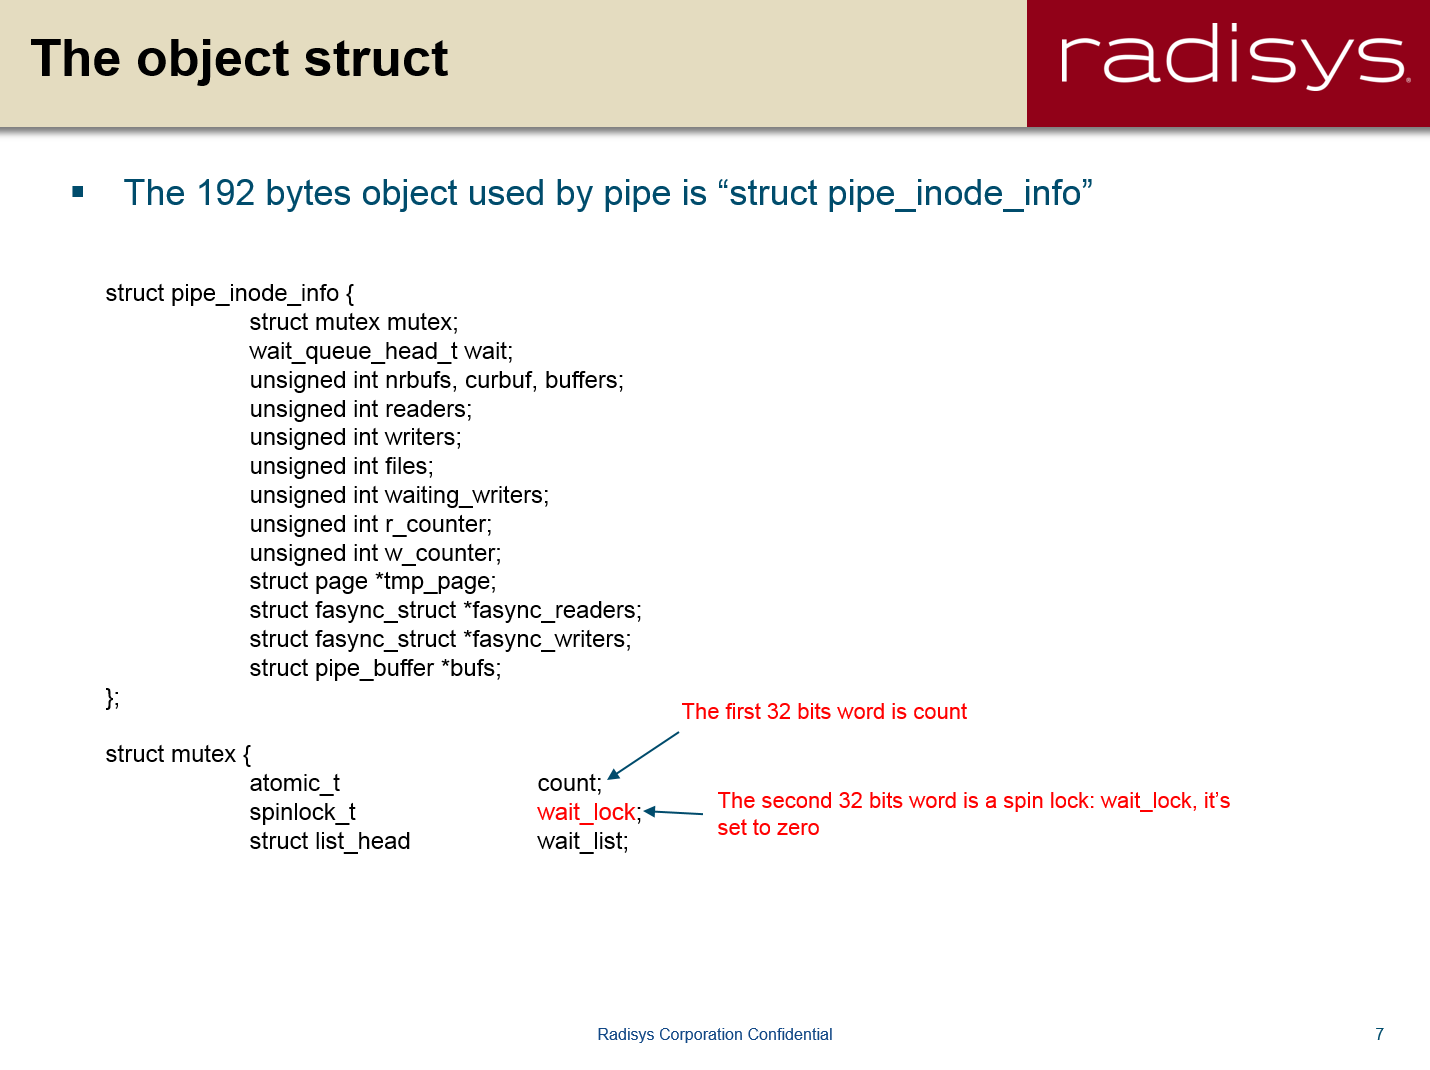 The object struct
radisys.
▪ The 192 bytes object used by pipe is “struct pipe_inode_info”
struct pipe_inode_info {
struct mutex mutex;
wait_queue_head_t wait;
unsigned int nrbufs, curbuf, buffers;
unsigned int readers;
unsigned int writers;
unsigned int files;
unsigned int waiting_writers;
unsigned int r_counter;
unsigned int w_counter;
struct page *tmp_page;
struct fasync_struct *fasync_readers;
struct fasync_struct *fasync_writers;
struct pipe_buffer *bufs;
};
The first 32 bits word is count
struct mutex {
atomic_t count;
spinlock_t wait_lock;
The second 32 bits word is a spin lock: wait_lock, it’s
set to zero
struct list_head wait_list;
Radisys Corporation Confidential
7